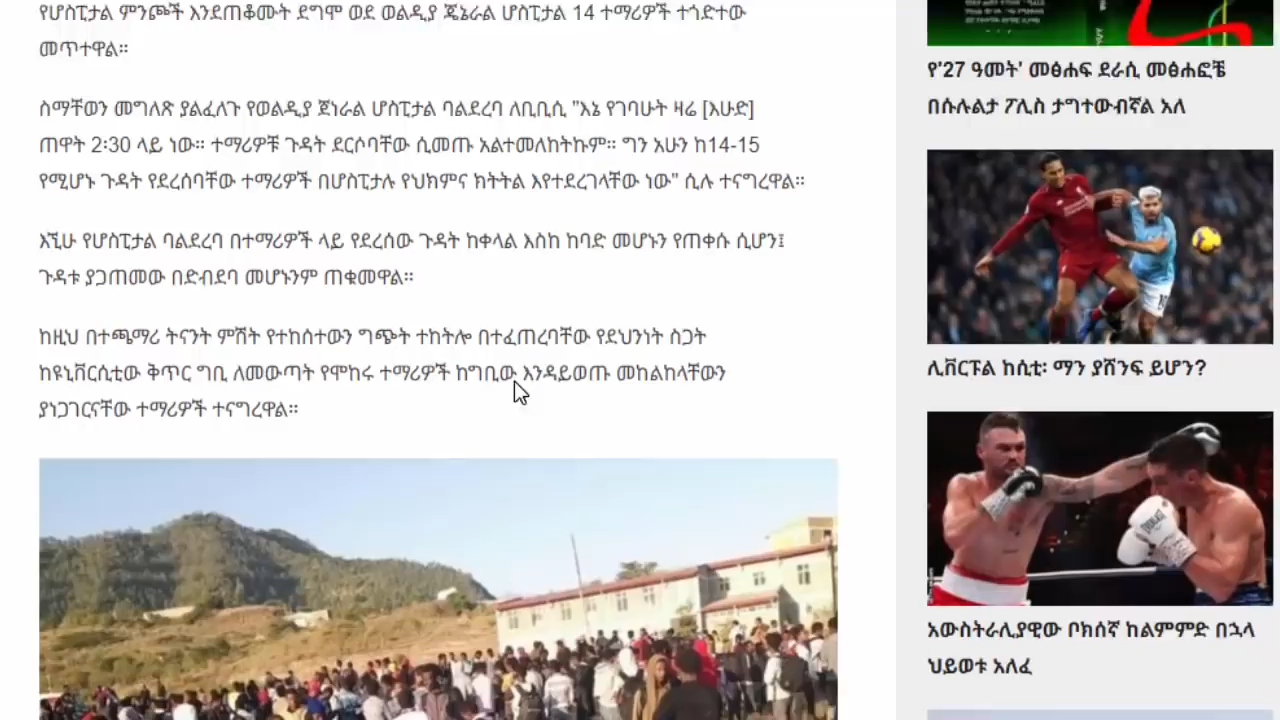 የሆስፒታል ምንጮች እንደጠቆሙት ደግሞ ወደ ወልዲያ ጄኔራል ሆስፒታል 14 ተማሪዎች ተጎድተው
መጥተዋል።
ስማቸውን መግለጽ ያልፈለጉ የወልዲያ ጀነራል ሆስፒታል ባልደረባ ለቢቢሲ "እኔ የገባሁት ዛሬ [እሁድ]
ጠዋት 2፡30 ላይ ነው። ተማሪዎቹ ጉዳት ደርሶባቸው ሲመጡ አልተመለከትኩም። ግን አሁን ከ14-15
የሚሆኑ ጉዳት የደረሰባቸው ተማሪዎች በሆስፒታሉ የህክምና ክትትል እየተደረገላቸው ነው" ሲሉ ተናግረዋል።
እኚሁ የሆስፒታል ባልደረባ በተማሪዎች ላይ የደረሰው ጉዳት ከቀላል እስከ ከባድ መሆኑን የጠቀሱ ሲሆን፤
ጉዳቱ ያጋጠመው በድብደባ መሆኑንም ጠቁመዋል።
ከዚህ በተጫማሪ ትናንት ምሽት የተከሰተውን ግጭት ተከትሎ በተፈጠረባቸው የደህንነት ስጋት
ከዩኒቨርሲቲው ቅጥር ግቢ ለመውጣት የሞከሩ ተማሪዎች ከግቢው እንዳይወጡ መከልከላቸውን
ያነጋገርናቸው ተማሪዎች ተናግረዋል።
የ'27 ዓመት' መፅሐፍ ደራሲ መፅሐፎቼ
በሱሉልታ ፖሊስ ታግተውብኛል አለ
ሊቨርፑል ከሲቲ፡ ማን ያሸንፍ ይሆን?
አውስትራሊያዊው ቦክሰኛ ከልምምድ በኋላ
ህይወቱ አለፈ